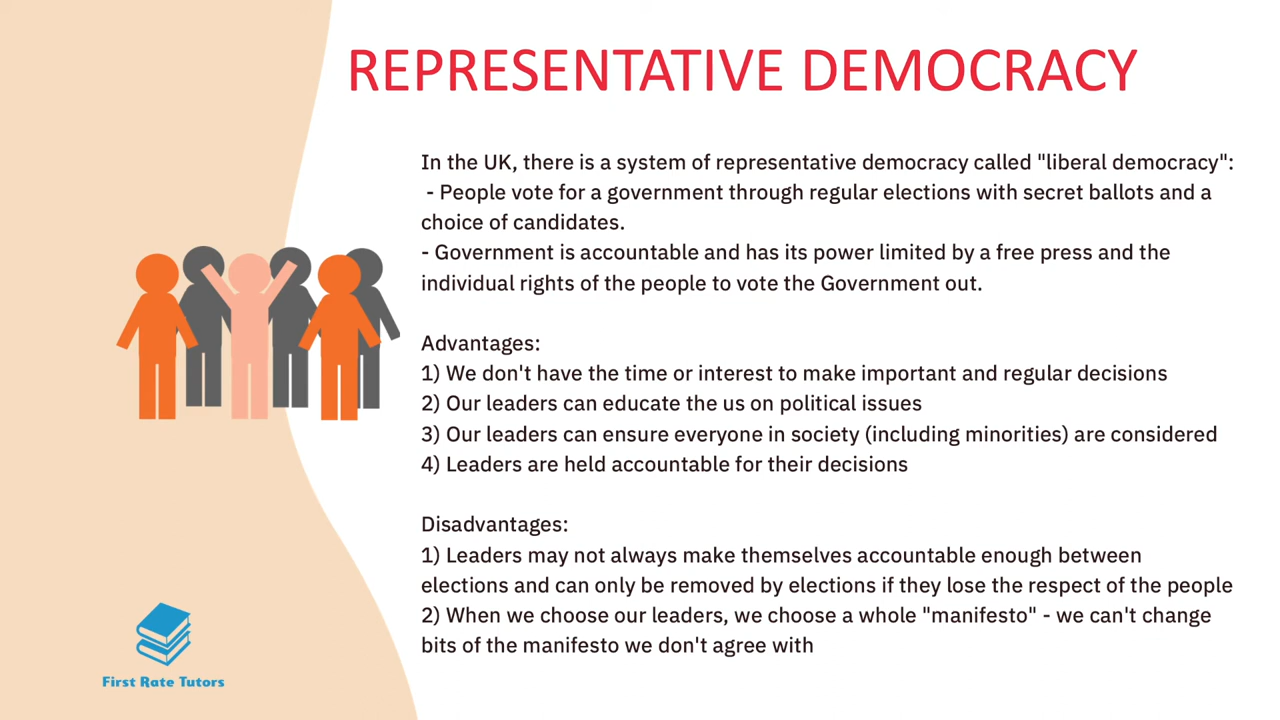 REPRESENTATIVE DEMOCRACY
In the UK, there is a system of representative democracy called "liberal democracy":
- People vote for a government through regular elections with secret ballots and a
choice of candidates.
- Government is accountable and has its power limited by a free press and the
individual rights of the people to vote the Government out.
Advantages:
1) We don't have the time or interest to make important and regular decisions
2) Our leaders can educate the us on political issues
3) Our leaders can ensure everyone in society (including minorities) are considered
4) Leaders are held accountable for their decisions
Disadvantages:
1) Leaders may not always make themselves accountable enough between
elections and can only be removed by elections if they lose the respect of the people
2) When we choose our leaders, we choose a whole "manifesto" - we can't change
bits of the manifesto we don't agree with
First Rate Tutors